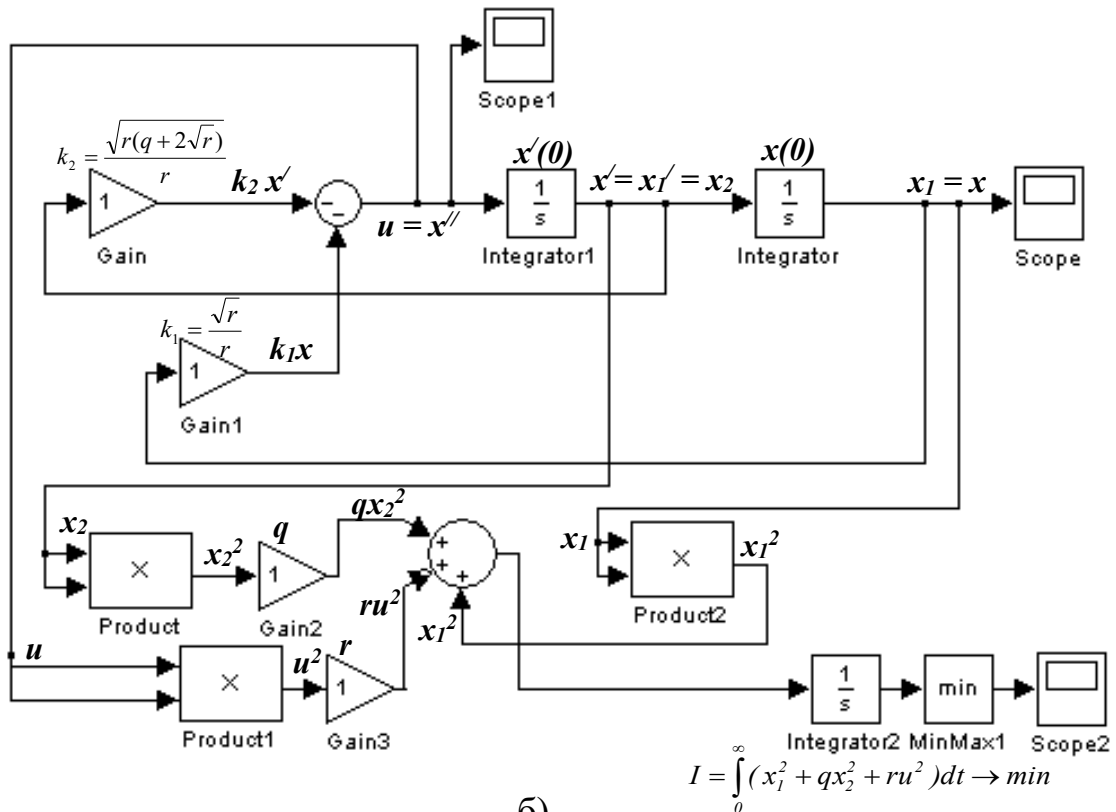 Scope1
k₂ = √(r(q + 2√r)) / r
k₂ x′
x′(0)
x′ = x₁′ = x₂
x(0)
x₁ = x
1
− −
u = x′′
1/s
1/s
Gain
Integrator1
Integrator
Scope
k₁ = √r / r
k₁x
1
Gain1
x₂
x₂²
q
qx₂²
x₁
x₁²
×
1
+ + +
×
Product
Gain2
ru²
x₁²
Product2
u
u²
r
×
1
1/s
min
Product1
Gain3
Integrator2
MinMax1
Scope2
I = ∫₀^∞ (x₁² + qx₂² + ru²)dt → min
б)